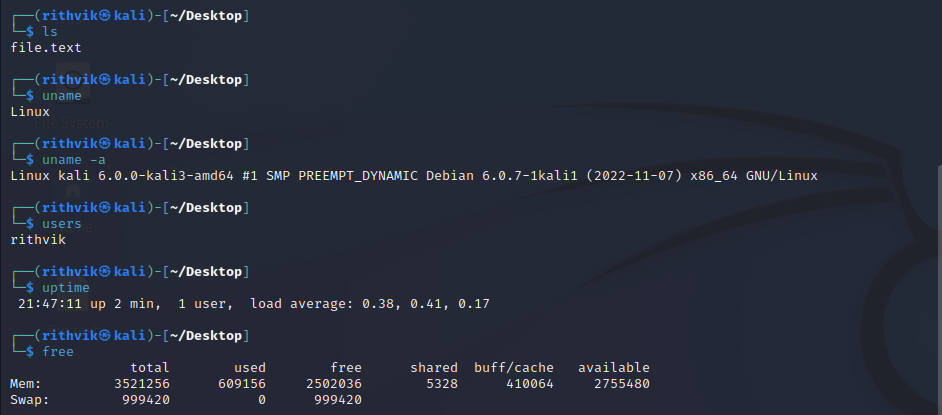 ┌──(rithvik㉿kali)-[~/Desktop]
└─$ ls
file.text
┌──(rithvik㉿kali)-[~/Desktop]
└─$ uname
Linux
File System
┌──(rithvik㉿kali)-[~/Desktop]
└─$ uname -a
Linux kali 6.0.0-kali3-amd64 #1 SMP PREEMPT_DYNAMIC Debian 6.0.7-1kali1 (2022-11-07) x86_64 GNU/Linux
┌──(rithvik㉿kali)-[~/Desktop]
└─$ users
rithvik
┌──(rithvik㉿kali)-[~/Desktop]
└─$ uptime
 21:47:11 up 2 min,  1 user,  load average: 0.38, 0.41, 0.17
┌──(rithvik㉿kali)-[~/Desktop]
└─$ free
               total        used        free      shared  buff/cache   available
Mem:         3521256      609156     2502036        5328      410064     2755480
Swap:         999420           0      999420